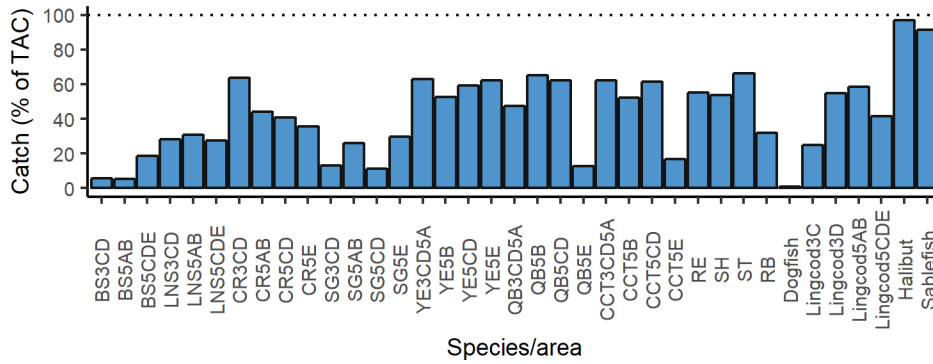 Catch (% of TAC)
100
80
60
40
20
0
BS3CD
BS5AB
BS5CDE
LNS3CD
LNS5AB
LNS5CDE
CR3CD
CR5AB
CR5CD
CR5E
SG3CD
SG5AB
SG5CD
SG5E
YE3CD5A
YE5B
YE5CD
YE5E
QB3CD5A
QB5B
QB5CD
QB5E
CCT3CD5A
CCT5B
CCT5CD
CCT5E
RE
SH
ST
RB
Dogfish
Lingcod3C
Lingcod3D
Lingcod5AB
Lingcod5CDE
Halibut
Sablefish
Species/area